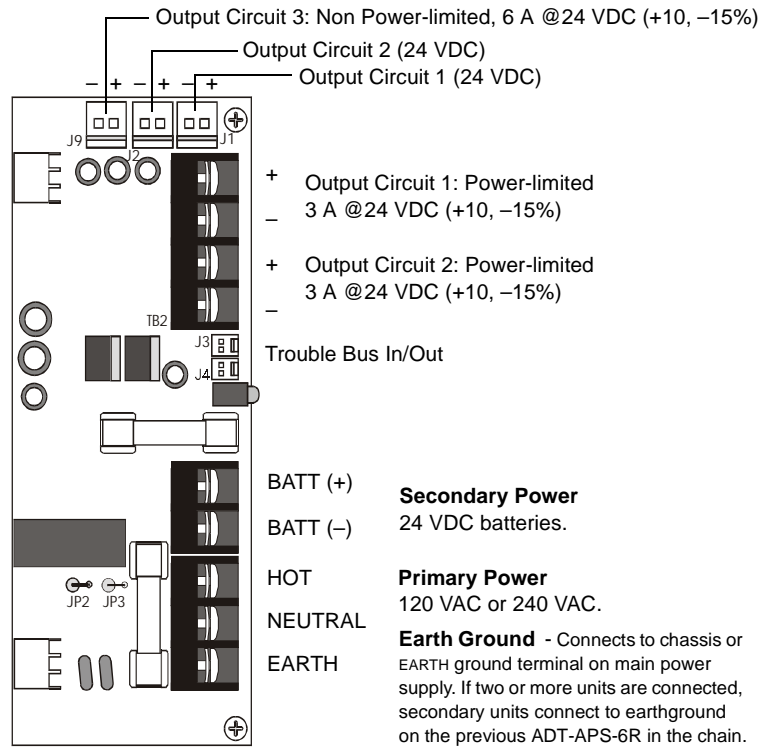 Output Circuit 3: Non Power-limited, 6 A @24 VDC (+10, –15%)
Output Circuit 2 (24 VDC)
Output Circuit 1 (24 VDC)
– + – + – +
J9
J2
J1
+
Output Circuit 1: Power-limited
3 A @24 VDC (+10, –15%)
–
+
Output Circuit 2: Power-limited
3 A @24 VDC (+10, –15%)
–
TB2
J3
Trouble Bus In/Out
J4
BATT (+)
BATT (–)
Secondary Power
24 VDC batteries.
HOT
NEUTRAL
EARTH
Primary Power
120 VAC or 240 VAC.
JP2 JP3
Earth Ground - Connects to chassis or
EARTH ground terminal on main power
supply. If two or more units are connected,
secondary units connect to earthground
on the previous ADT-APS-6R in the chain.